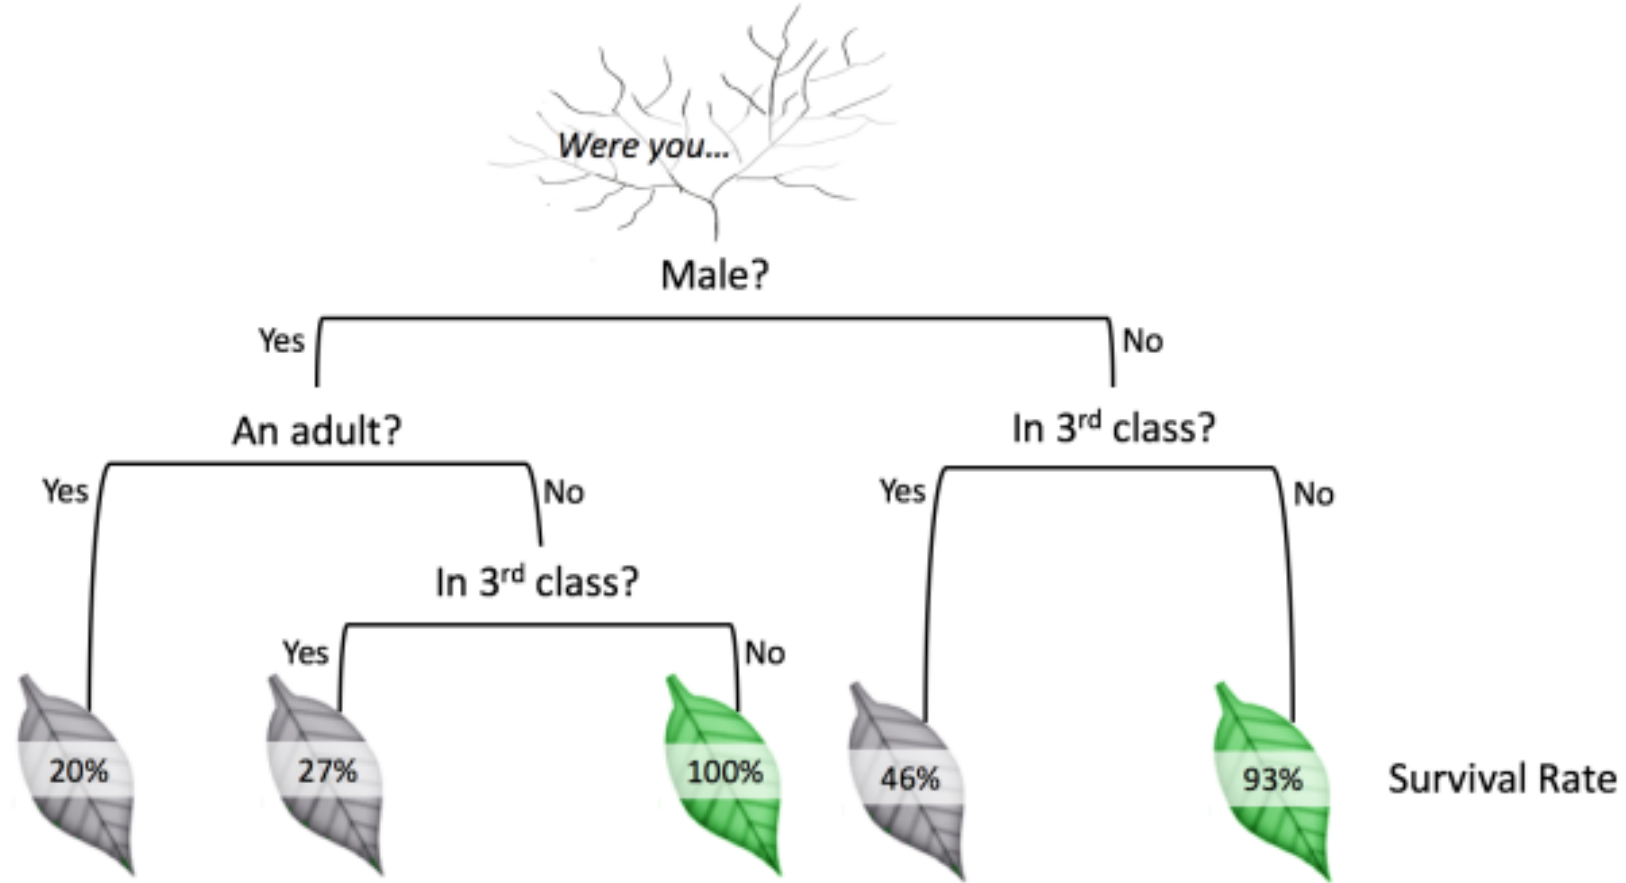 Were you...
Male?
Yes
No
An adult?
In 3rd class?
Yes
No
Yes
No
In 3rd class?
Yes
No
20%
27%
100%
46%
93%
Survival Rate